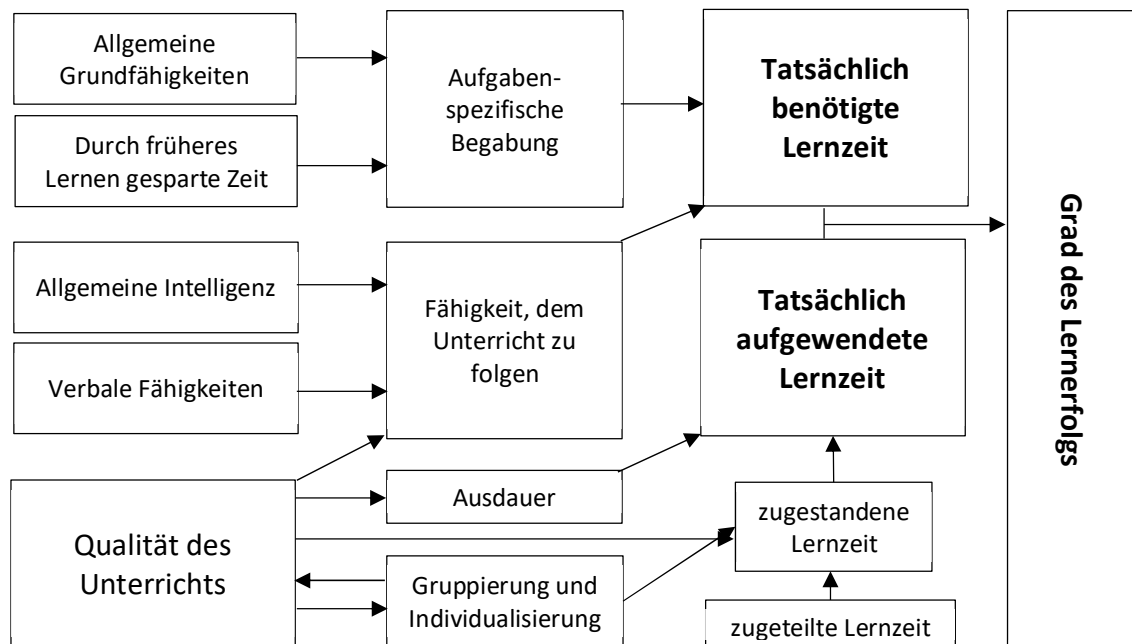 Allgemeine
Grundfähigkeiten
Durch früheres
Lernen gesparte Zeit
Aufgaben-
spezifische
Begabung
Tatsächlich
benötigte
Lernzeit
Allgemeine Intelligenz
Verbale Fähigkeiten
Fähigkeit, dem
Unterricht zu
folgen
Tatsächlich
aufgewendete
Lernzeit
Qualität des
Unterrichts
Ausdauer
Gruppierung und
Individualisierung
zugestandene
Lernzeit
zugeteilte Lernzeit
Grad des Lernerfolgs